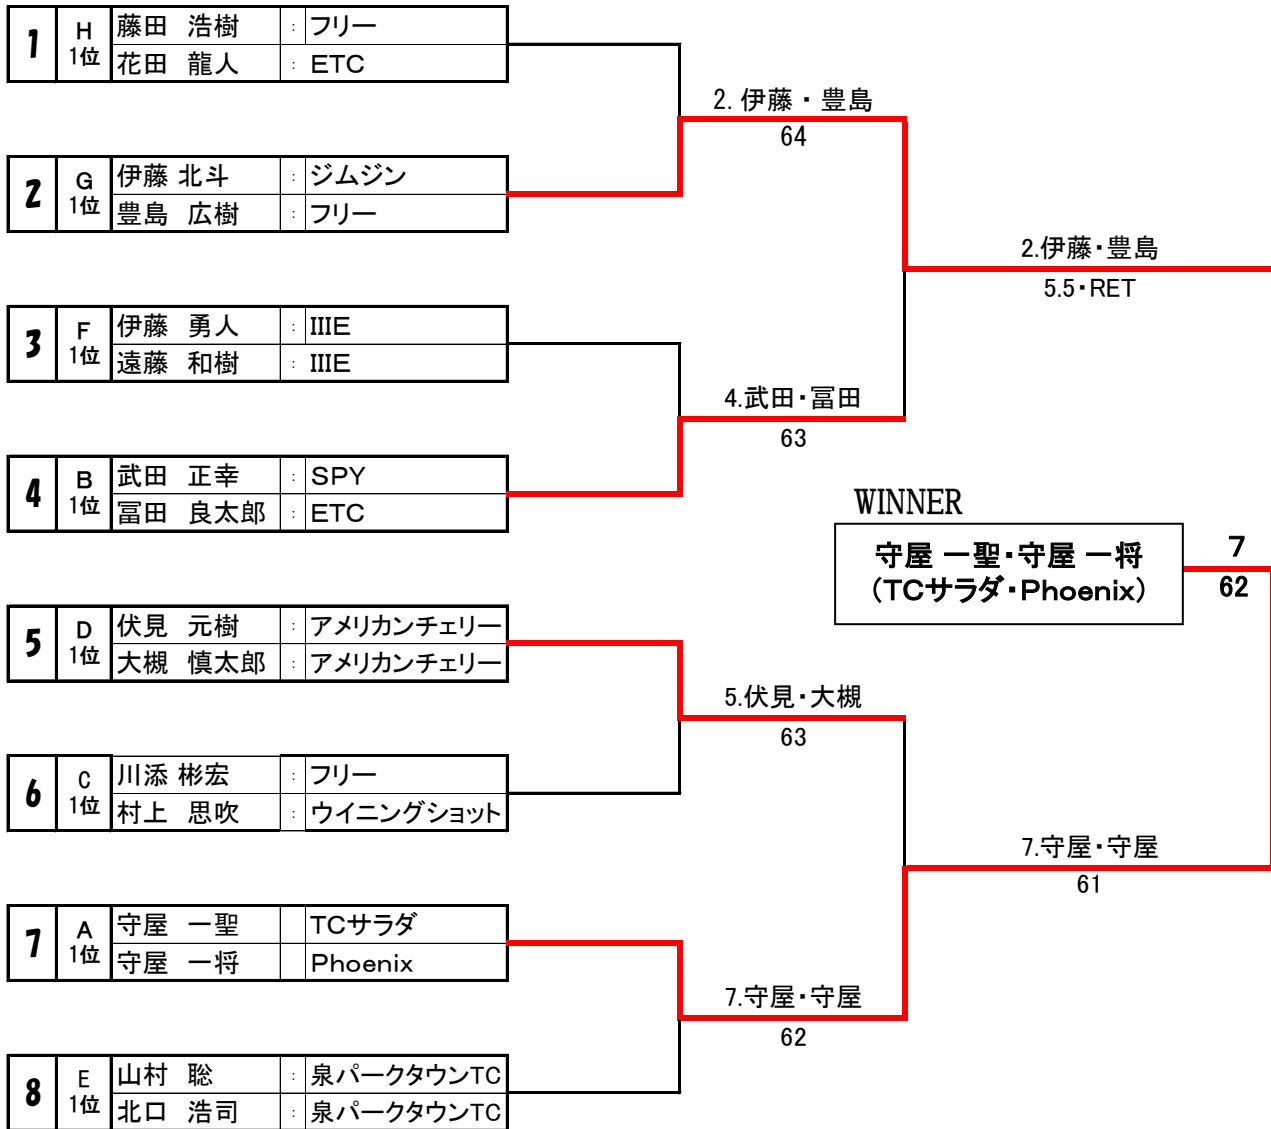 1 H 1位 藤田 浩樹 : フリー
花田 龍人 : ETC
2. 伊藤・豊島
64
2 G 1位 伊藤 北斗 : ジムジン
豊島 広樹 : フリー
2.伊藤・豊島
5.5・RET
3 F 1位 伊藤 勇人 : IIIE
遠藤 和樹 : IIIE
4.武田・冨田
63
4 B 1位 武田 正幸 : SPY
冨田 良太郎 : ETC
WINNER
守屋 一聖・守屋 一将
(TCサラダ・Phoenix)
7
62
5 D 1位 伏見 元樹 : アメリカンチェリー
大槻 慎太郎 : アメリカンチェリー
5.伏見・大槻
63
6 C 1位 川添 彬宏 : フリー
村上 思吹 : ウイニングショット
7.守屋・守屋
61
7 A 1位 守屋 一聖 TCサラダ
守屋 一将 Phoenix
7.守屋・守屋
62
8 E 1位 山村 聡 : 泉パークタウンTC
北口 浩司 : 泉パークタウンTC